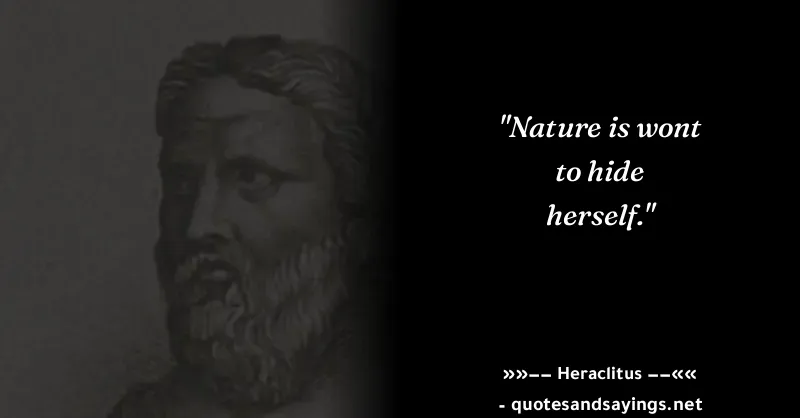 "Nature is wont
to hide
herself."
»»−− Heraclitus −−««
- quotesandsayings.net